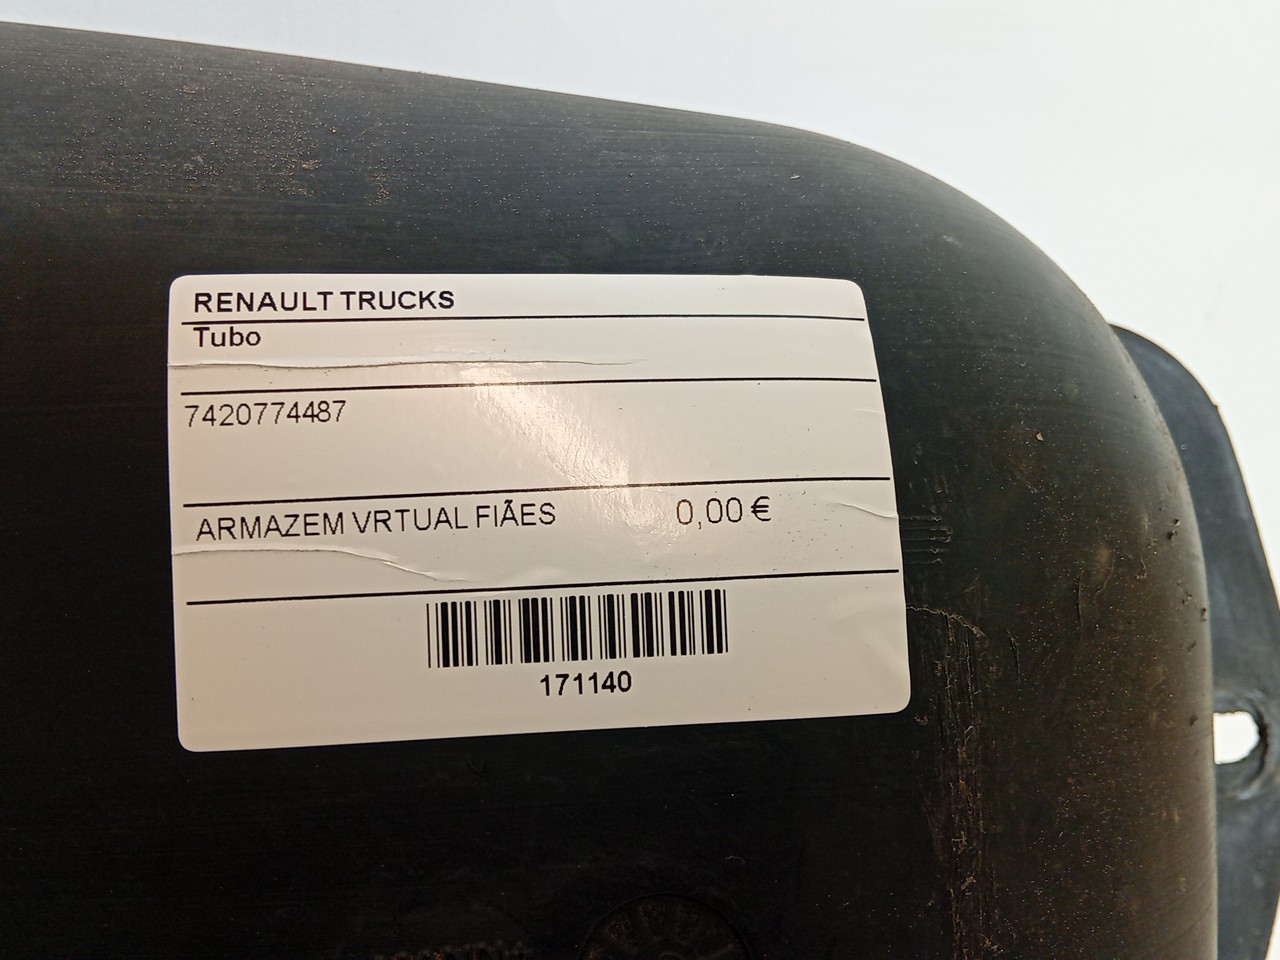 RENAULT TRUCKS
Tubo
7420774487
ARMAZEM VRTUAL FIÃES 0,00 €
171140